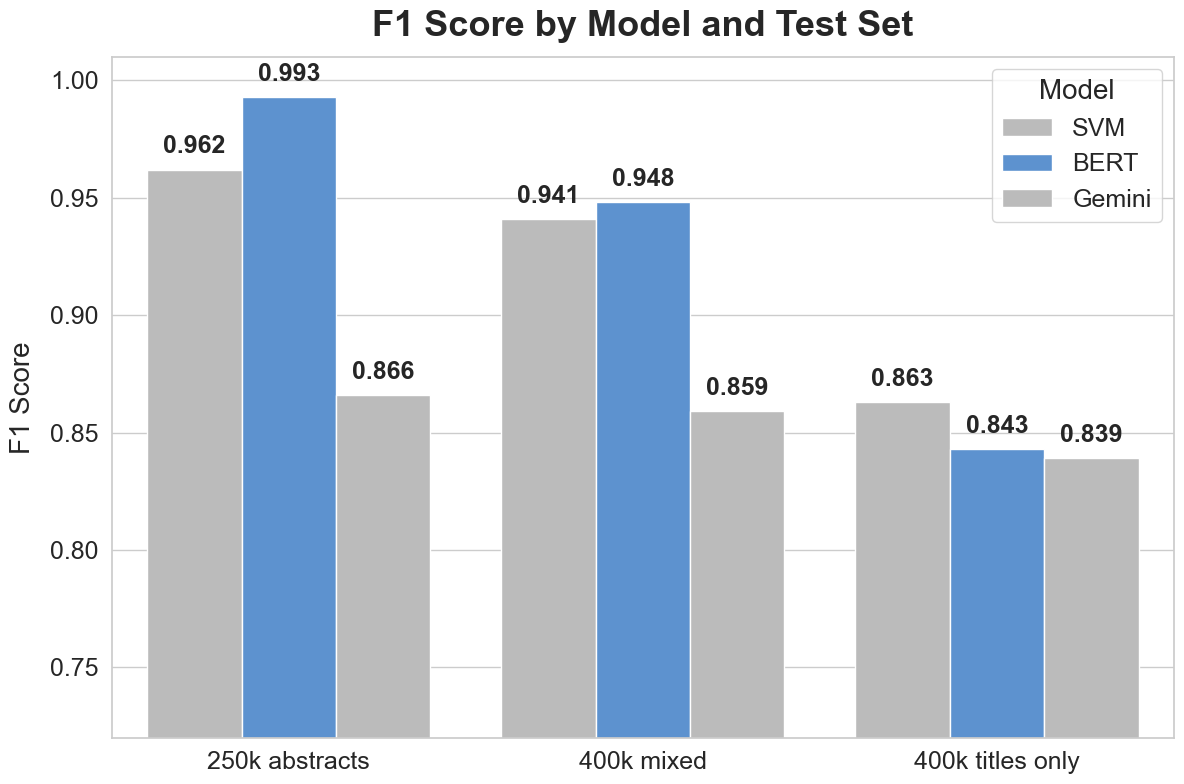 F1 Score by Model and Test Set
1.00
0.95
0.90
0.85
0.80
0.75
F1 Score
0.962
0.993
0.866
0.941
0.948
0.859
0.863
0.843
0.839
Model
SVM
BERT
Gemini
250k abstracts
400k mixed
400k titles only